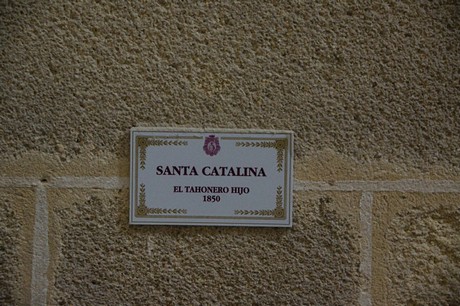 SANTA CATALINA
EL TAHONERO HIJO
1850